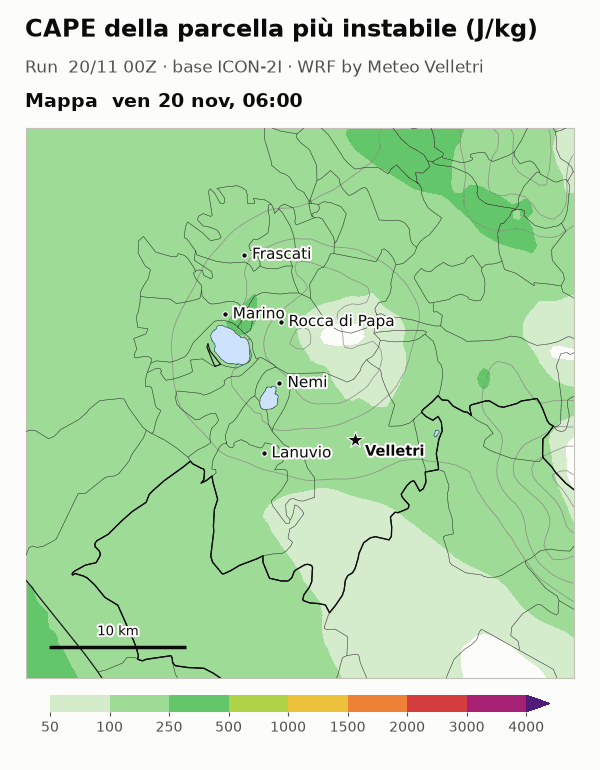 CAPE della parcella più instabile (J/kg)
Run  20/11 00Z · base ICON-2I · WRF by Meteo Velletri
Mappa  ven 20 nov, 06:00
Frascati
Marino
Rocca di Papa
Nemi
Velletri
Lanuvio
10 km
50 100 250 500 1000 1500 2000 3000 4000